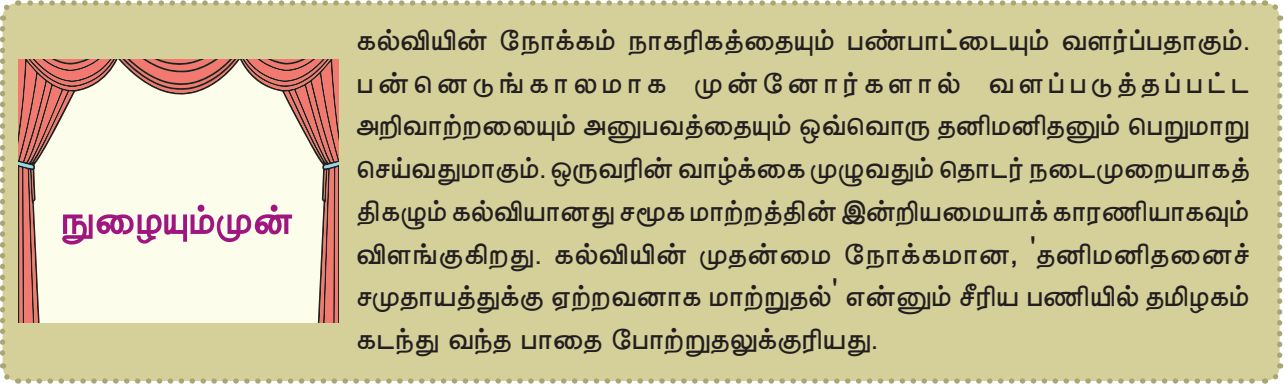 நுழையும்முன்
கல்வியின் நோக்கம் நாகரிகத்தையும் பண்பாட்டையும் வளர்ப்பதாகும்.
பன்னெடுங்காலமாக முன்னோர்களால் வளப்படுத்தப்பட்ட
அறிவாற்றலையும் அனுபவத்தையும் ஒவ்வொரு தனிமனிதனும் பெறுமாறு
செய்வதுமாகும். ஒருவரின் வாழ்க்கை முழுவதும் தொடர் நடைமுறையாகத்
திகழும் கல்வியானது சமூக மாற்றத்தின் இன்றியமையாக் காரணியாகவும்
விளங்குகிறது. கல்வியின் முதன்மை நோக்கமான, 'தனிமனிதனைச்
சமுதாயத்துக்கு ஏற்றவனாக மாற்றுதல்' என்னும் சீரிய பணியில் தமிழகம்
கடந்து வந்த பாதை போற்றுதலுக்குரியது.